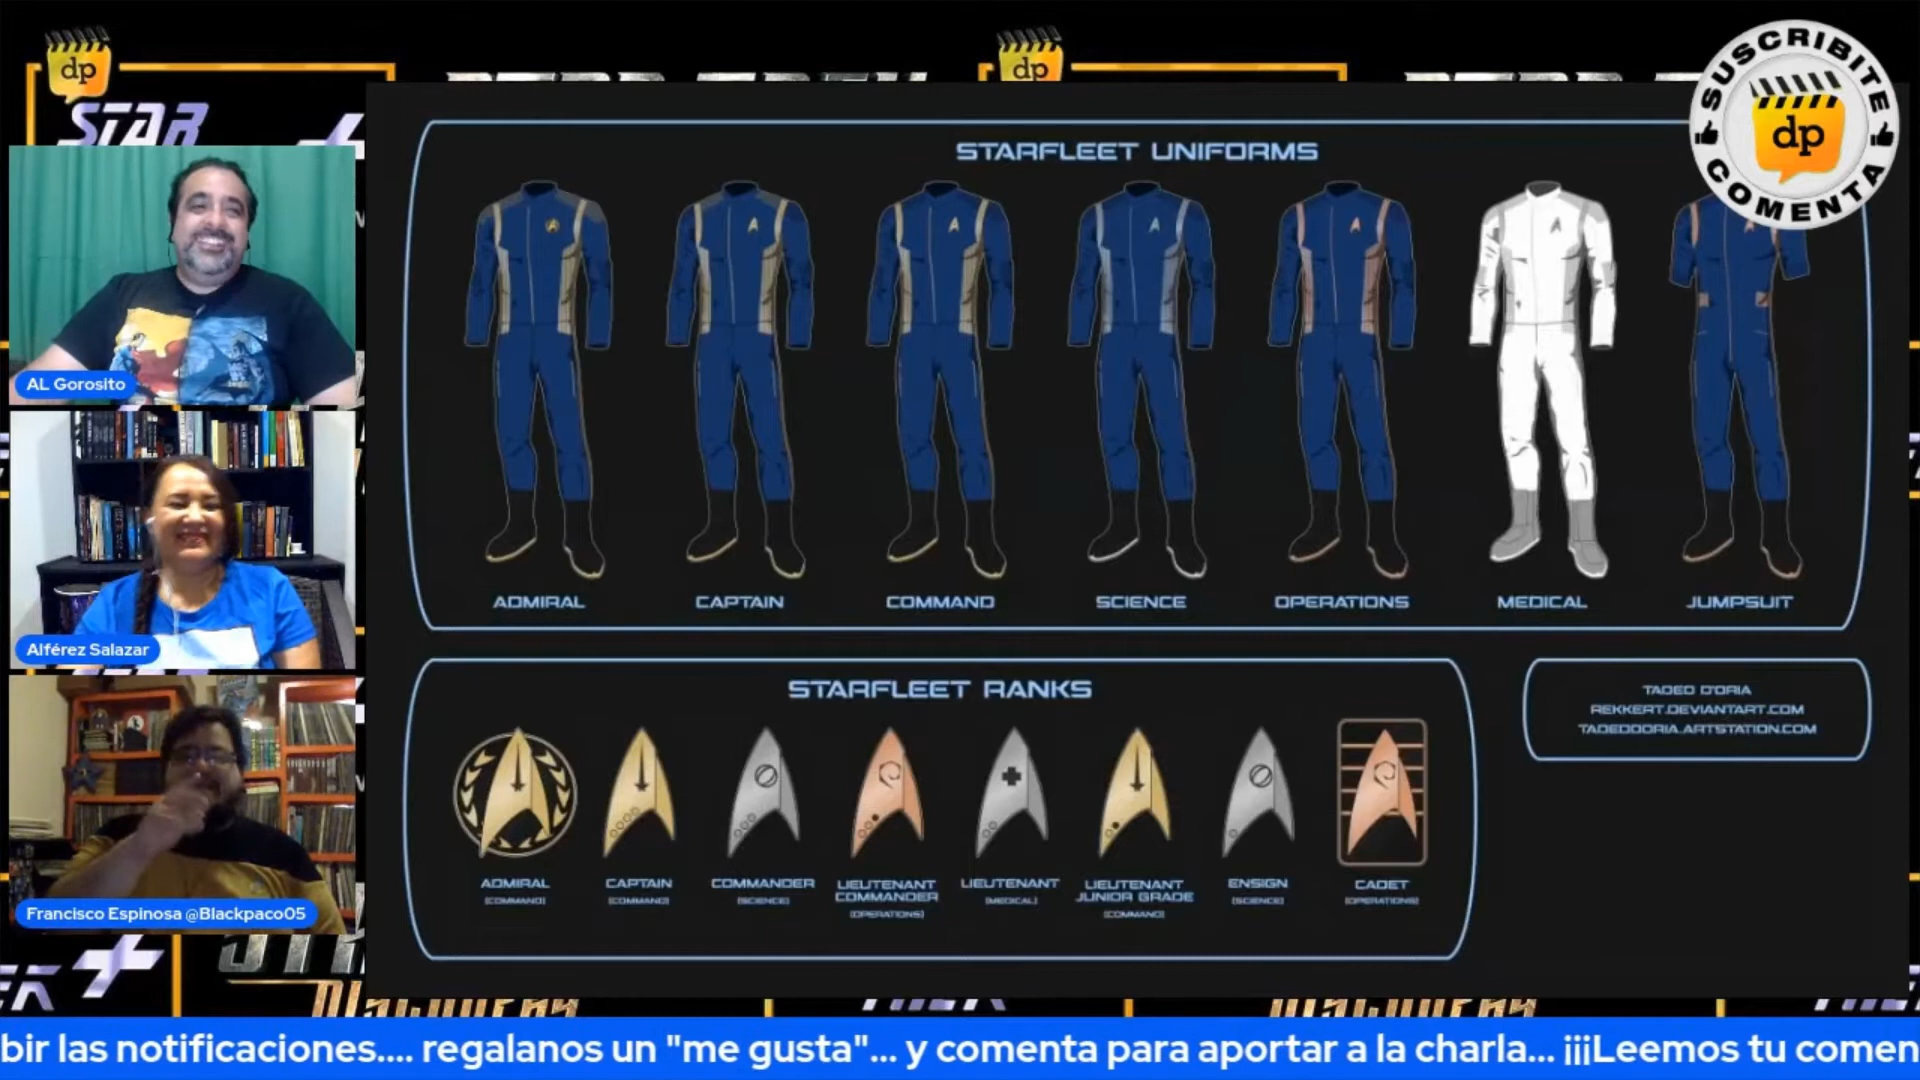 dp
STAR
dp
SUSCRIBITE
dp
COMENTA
STARFLEET UNIFORMS
ADMIRAL
CAPTAIN
COMMAND
SCIENCE
OPERATIONS
MEDICAL
JUMPSUIT
AL Gorosito
Alférez Salazar
Francisco Espinosa @Blackpaco05
STARFLEET RANKS
ADMIRAL
(COMMAND)
CAPTAIN
(COMMAND)
COMMANDER
(SCIENCE)
LIEUTENANT
COMMANDER
(OPERATIONS)
LIEUTENANT
(MEDICAL)
LIEUTENANT
JUNIOR GRADE
(COMMAND)
ENSIGN
(SCIENCE)
CADET
(OPERATIONS)
TADEO D'ORIA
REKKERT.DEVIANTART.COM
TADEODORIA.ARTSTATION.COM
bir las notificaciones.... regalanos un "me gusta"... y comenta para aportar a la charla... ¡¡¡Leemos tu comen